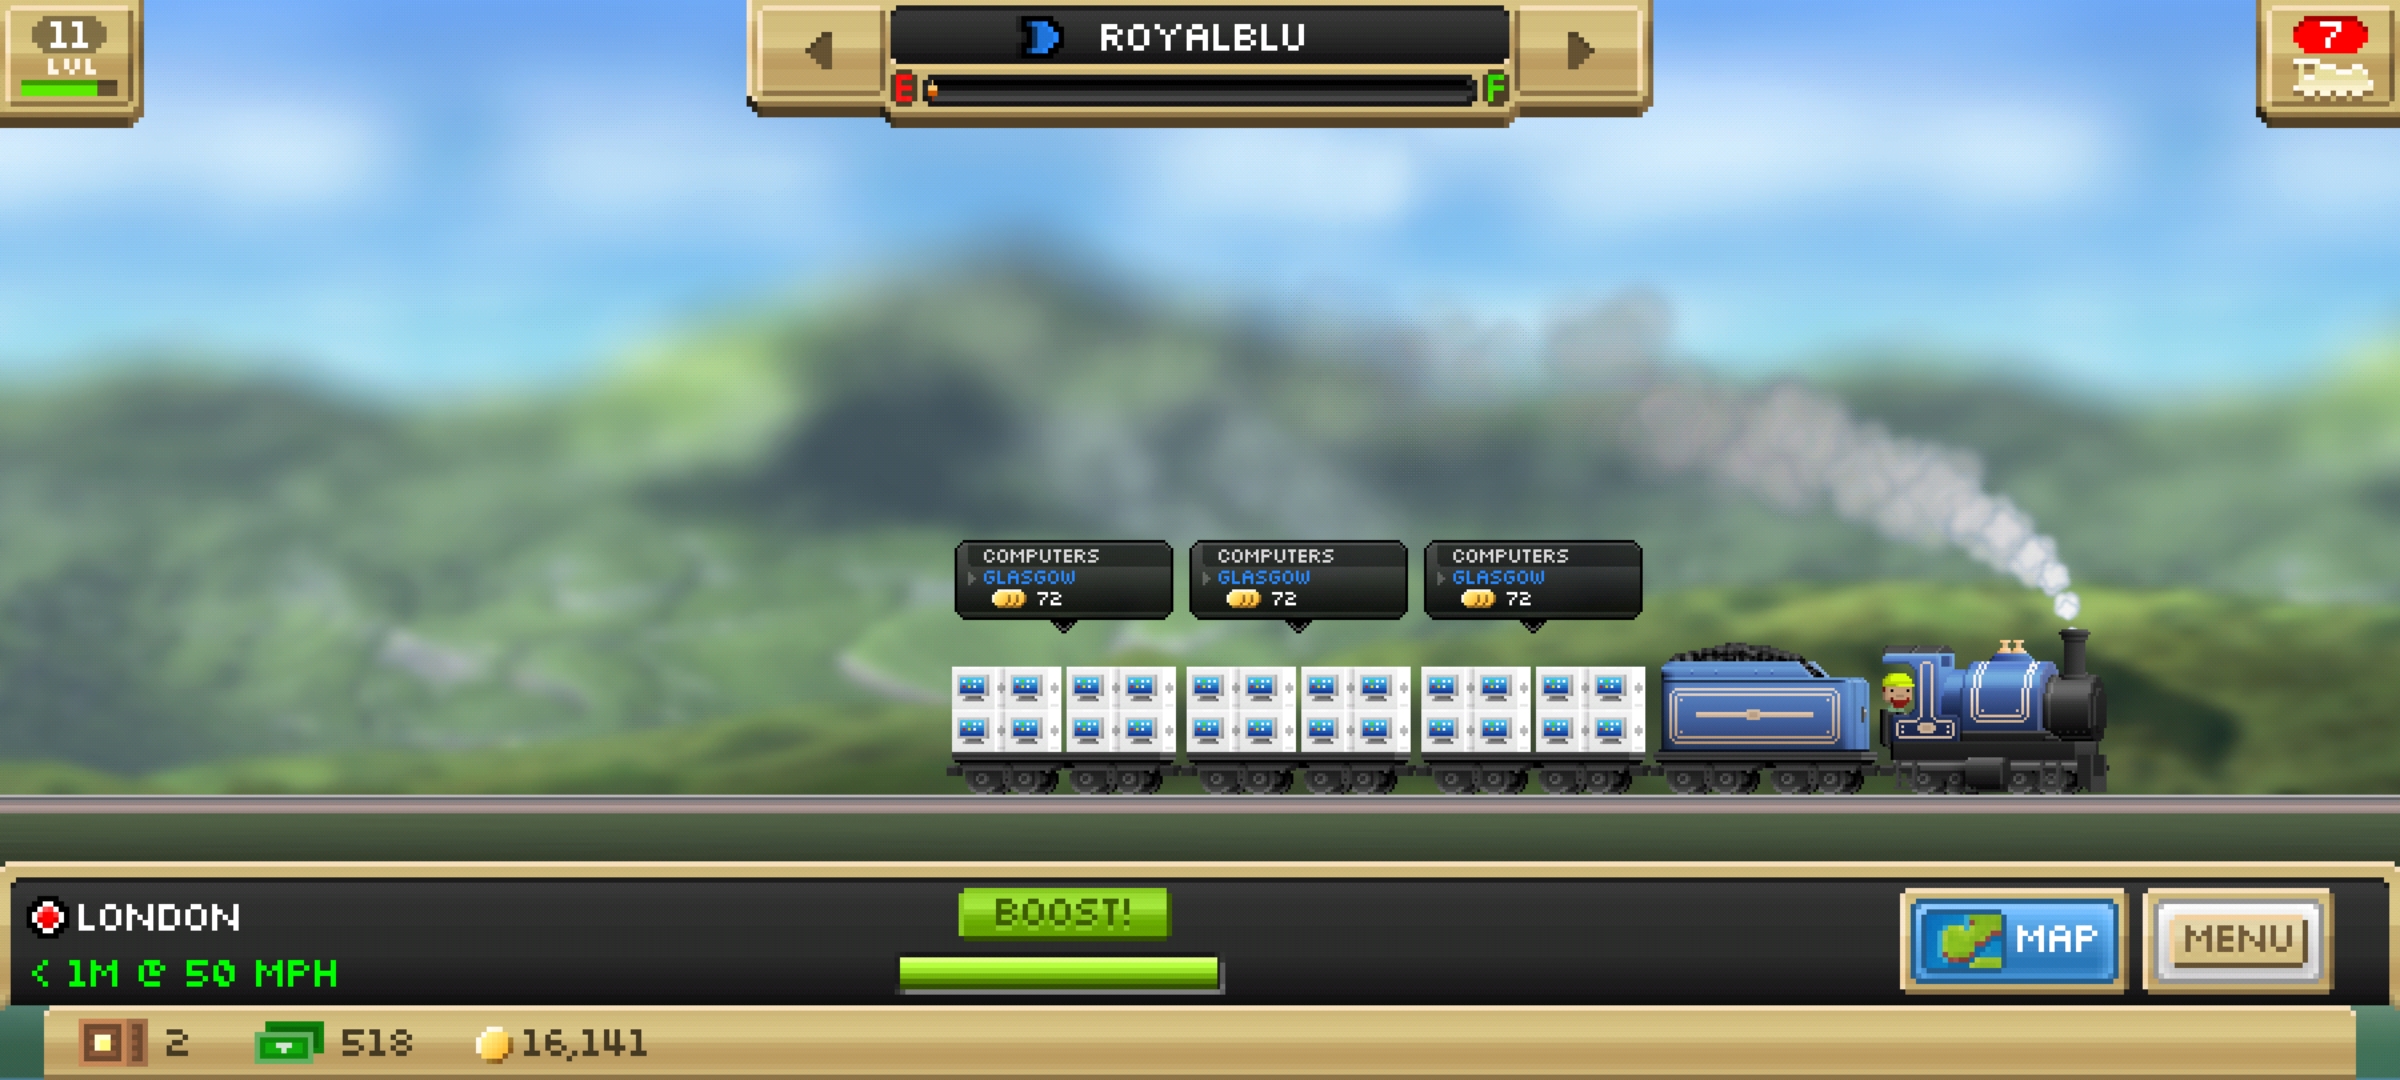 11
LVL
ROYALBLU
E F
7
COMPUTERS
GLASGOW
72
COMPUTERS
GLASGOW
72
COMPUTERS
GLASGOW
72
LONDON
< 1M @ 50 MPH
BOOST!
MAP
MENU
2
518
16,141